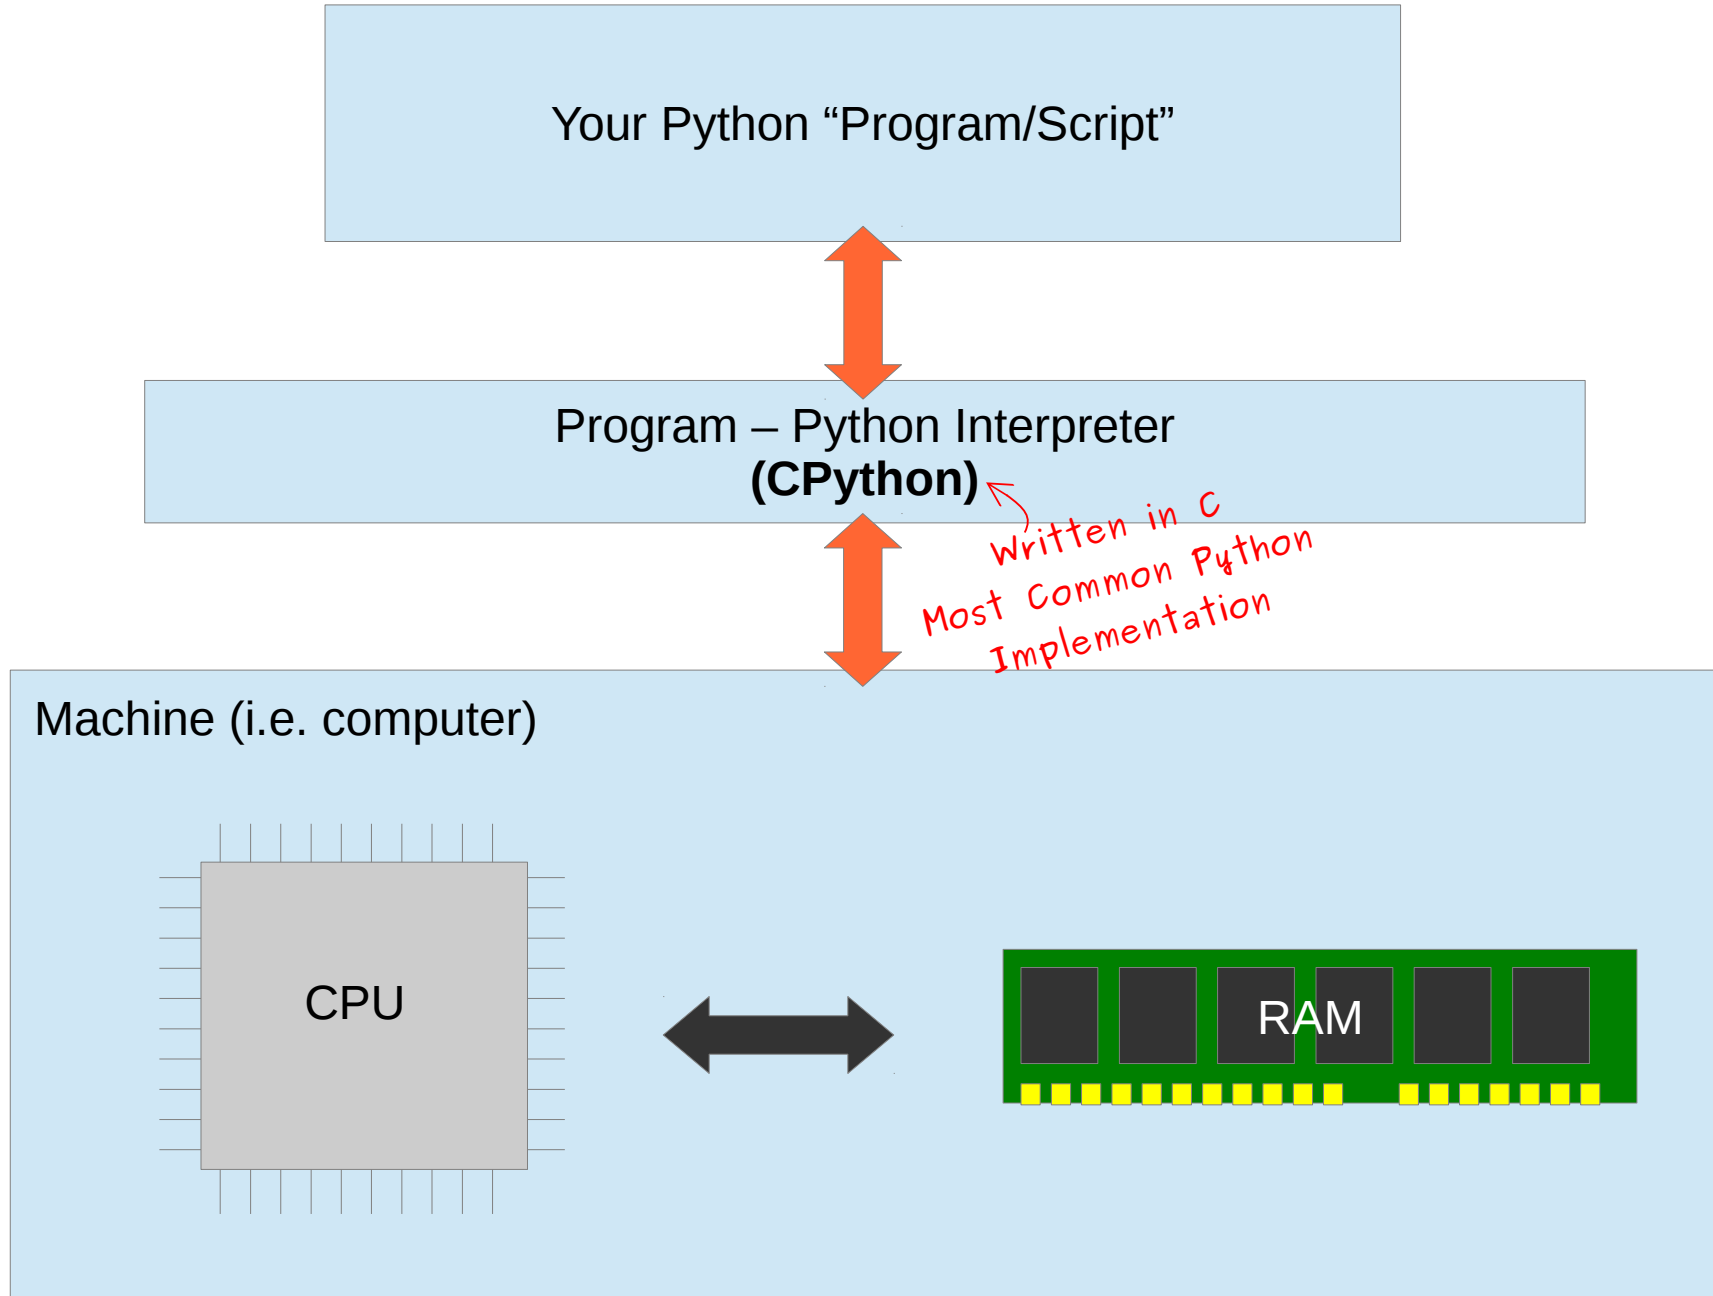 Your Python “Program/Script”
Program – Python Interpreter
(CPython)
Written in C
Most Common Python
Implementation
Machine (i.e. computer)
CPU
RAM